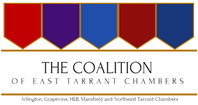 THE COALITION
OF EAST TARRANT CHAMBERS
Arlington, Grapevine, HEB, Mansfield and Northeast Tarrant Chambers